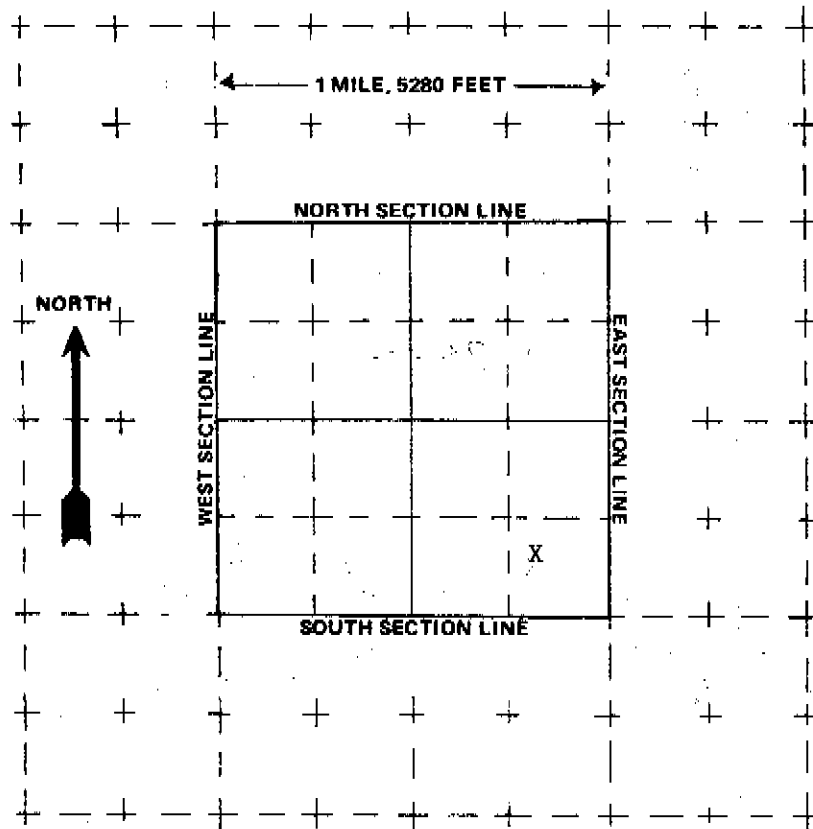 1 MILE, 5280 FEET
NORTH SECTION LINE
NORTH
WEST SECTION LINE
EAST SECTION LINE
X
SOUTH SECTION LINE